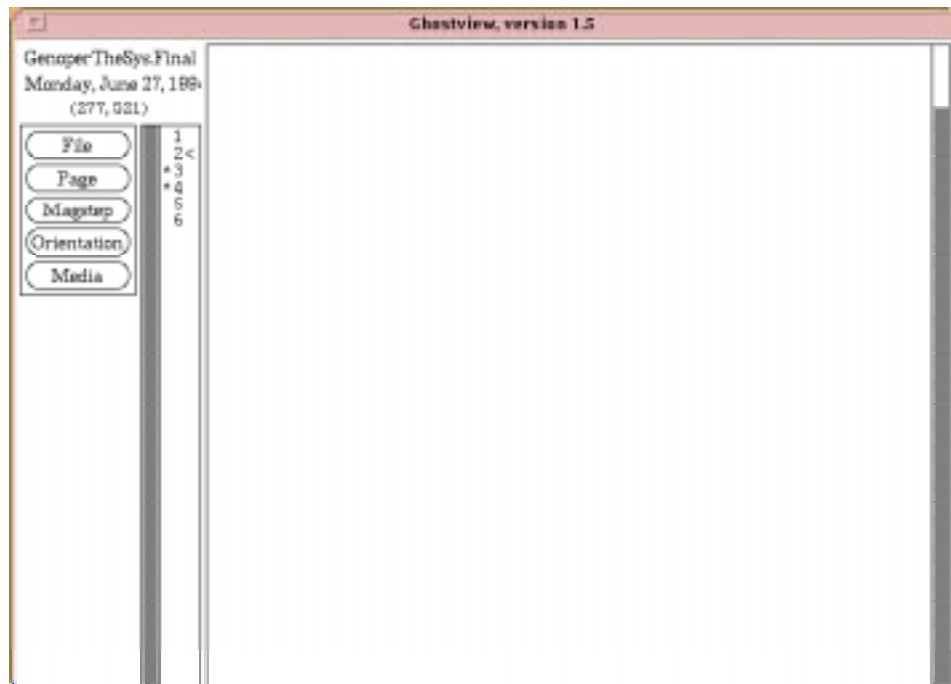 Ghostview, version 1.5
GenoperTheSys.Final
Monday, June 27, 199
(277, 521)
File
Page
Magstep
Orientation
Media
1
2<
*3
*4
5
6